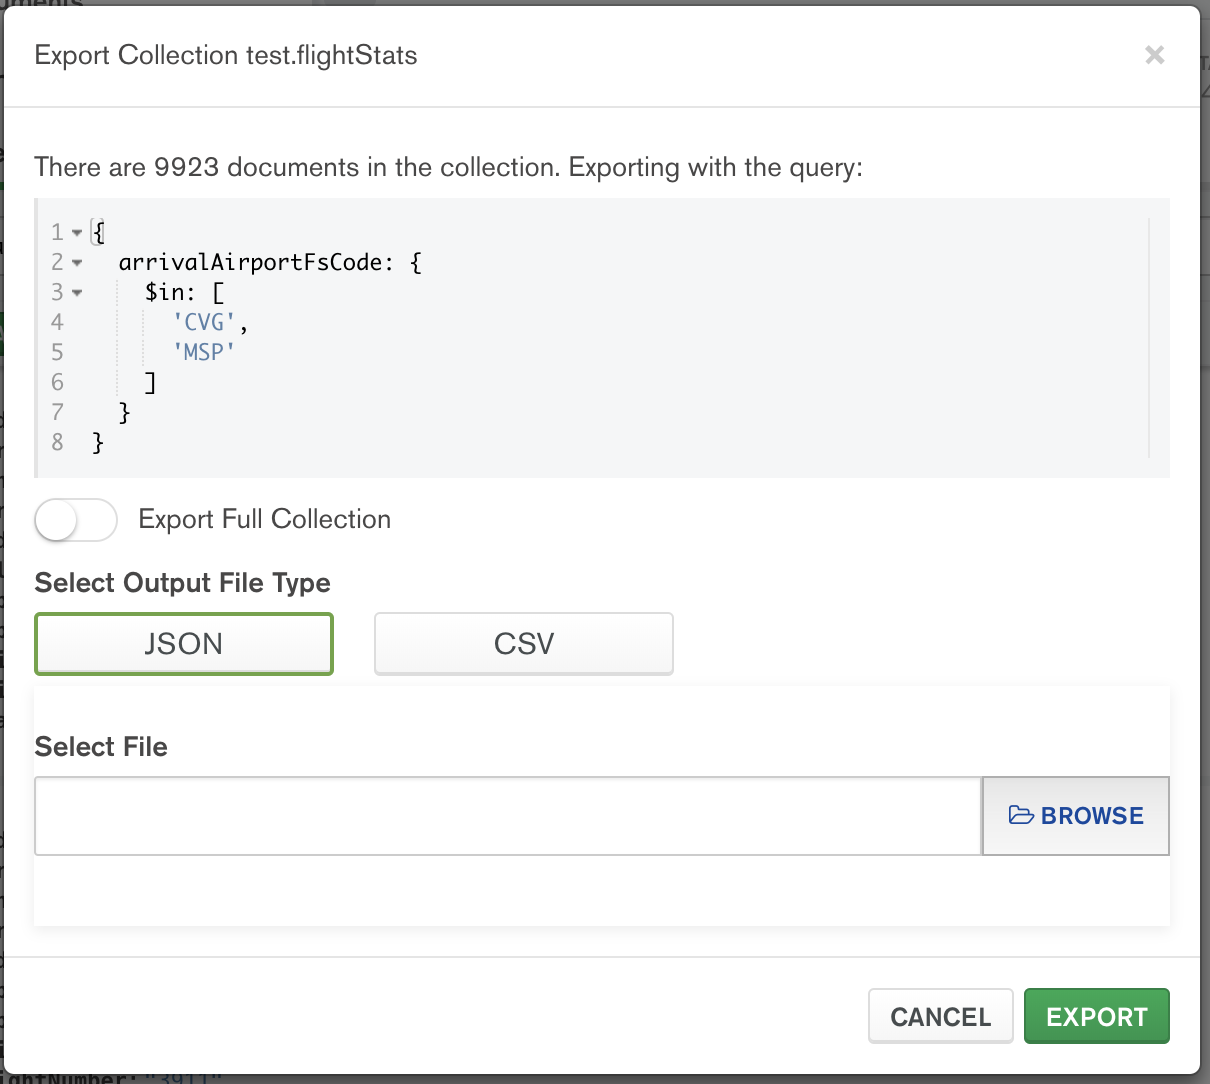 Export Collection test.flightStats
×
There are 9923 documents in the collection. Exporting with the query:
1 {
2 arrivalAirportFsCode: {
3 $in: [
4 'CVG',
5 'MSP'
6 ]
7 }
8 }
Export Full Collection
Select Output File Type
JSON CSV
Select File
BROWSE
CANCEL EXPORT
ightNumber: "3911"